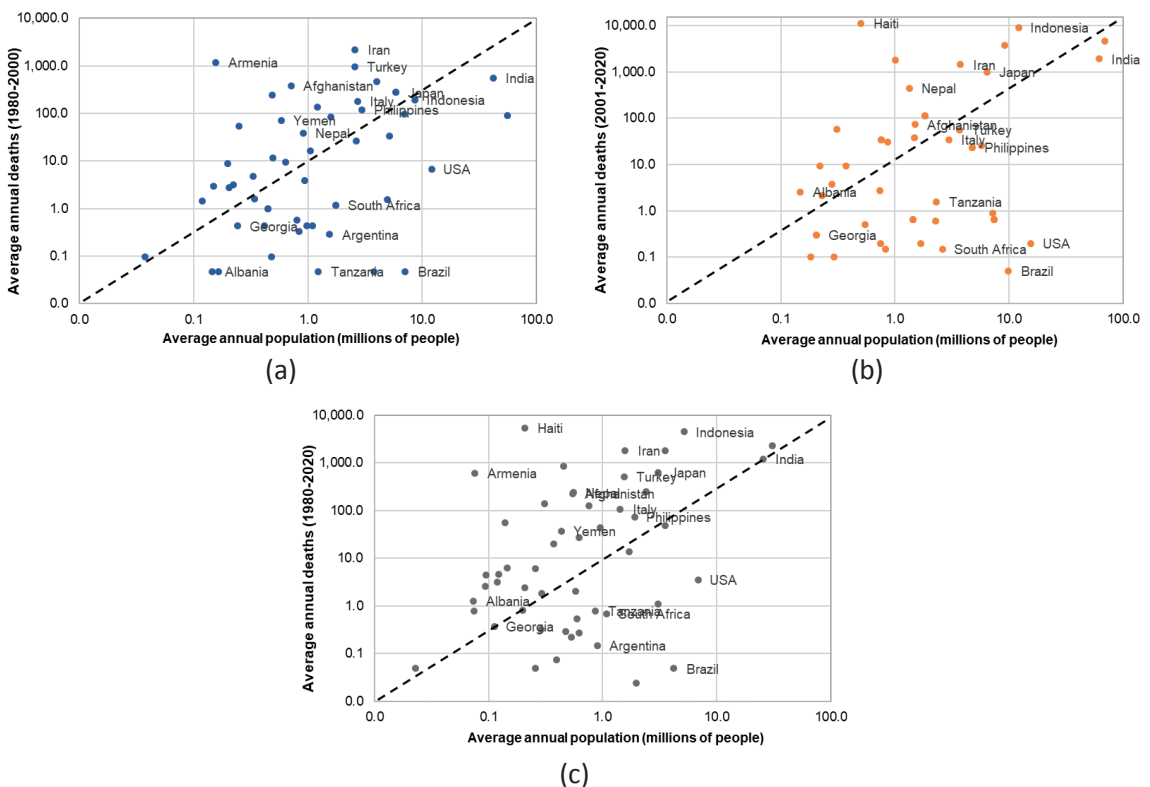 10,000.0
1,000.0
100.0
10.0
1.0
0.1
0.0
Average annual deaths (1980-2000)
Iran
Armenia
Turkey
India
Afghanistan
Japan
Italy
Indonesia
Philippines
Yemen
Nepal
USA
South Africa
Georgia
Argentina
Albania
Tanzania
Brazil
0.0 0.1 1.0 10.0 100.0
Average annual population (millions of people)
(a)
10,000.0
1,000.0
100.0
10.0
1.0
0.1
0.0
Average annual deaths (2001-2020)
Haiti
Indonesia
India
Iran
Japan
Nepal
Afghanistan
Turkey
Italy
Philippines
Albania
Tanzania
Georgia
South Africa
USA
Brazil
0.0 0.1 1.0 10.0 100.0
Average annual population (millions of people)
(b)
10,000.0
1,000.0
100.0
10.0
1.0
0.1
0.0
Average annual deaths (1980-2020)
Haiti
Indonesia
Iran
India
Armenia
Turkey
Japan
Nepal
Afghanistan
Italy
Philippines
Yemen
USA
Albania
Tanzania
South Africa
Georgia
Argentina
Brazil
0.0 0.1 1.0 10.0 100.0
Average annual population (millions of people)
(c)